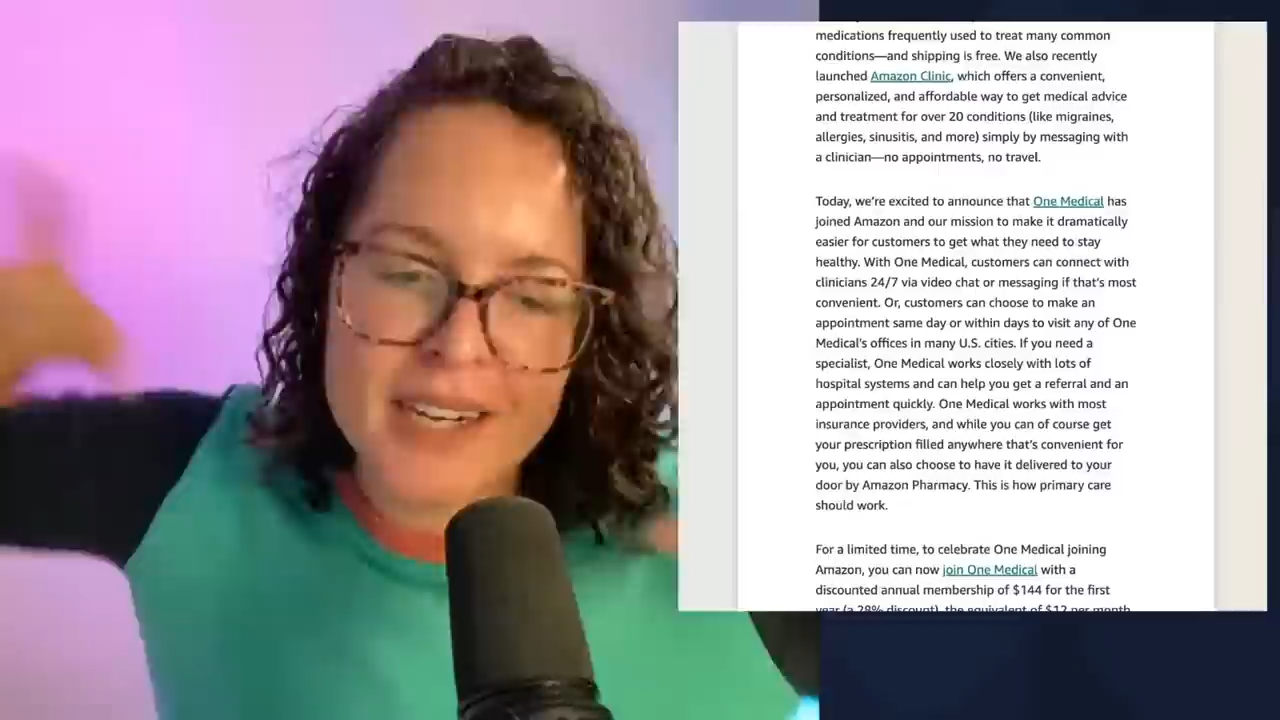 medications frequently used to treat many common
conditions—and shipping is free. We also recently
launched Amazon Clinic, which offers a convenient,
personalized, and affordable way to get medical advice
and treatment for over 20 conditions (like migraines,
allergies, sinusitis, and more) simply by messaging with
a clinician—no appointments, no travel.
Today, we’re excited to announce that One Medical has
joined Amazon and our mission to make it dramatically
easier for customers to get what they need to stay
healthy. With One Medical, customers can connect with
clinicians 24/7 via video chat or messaging if that’s most
convenient. Or, customers can choose to make an
appointment same day or within days to visit any of One
Medical’s offices in many U.S. cities. If you need a
specialist, One Medical works closely with lots of
hospital systems and can help you get a referral and an
appointment quickly. One Medical works with most
insurance providers, and while you can of course get
your prescription filled anywhere that’s convenient for
you, you can also choose to have it delivered to your
door by Amazon Pharmacy. This is how primary care
should work.
For a limited time, to celebrate One Medical joining
Amazon, you can now join One Medical with a
discounted annual membership of $144 for the first
year (a 28% discount), the equivalent of $12 per month